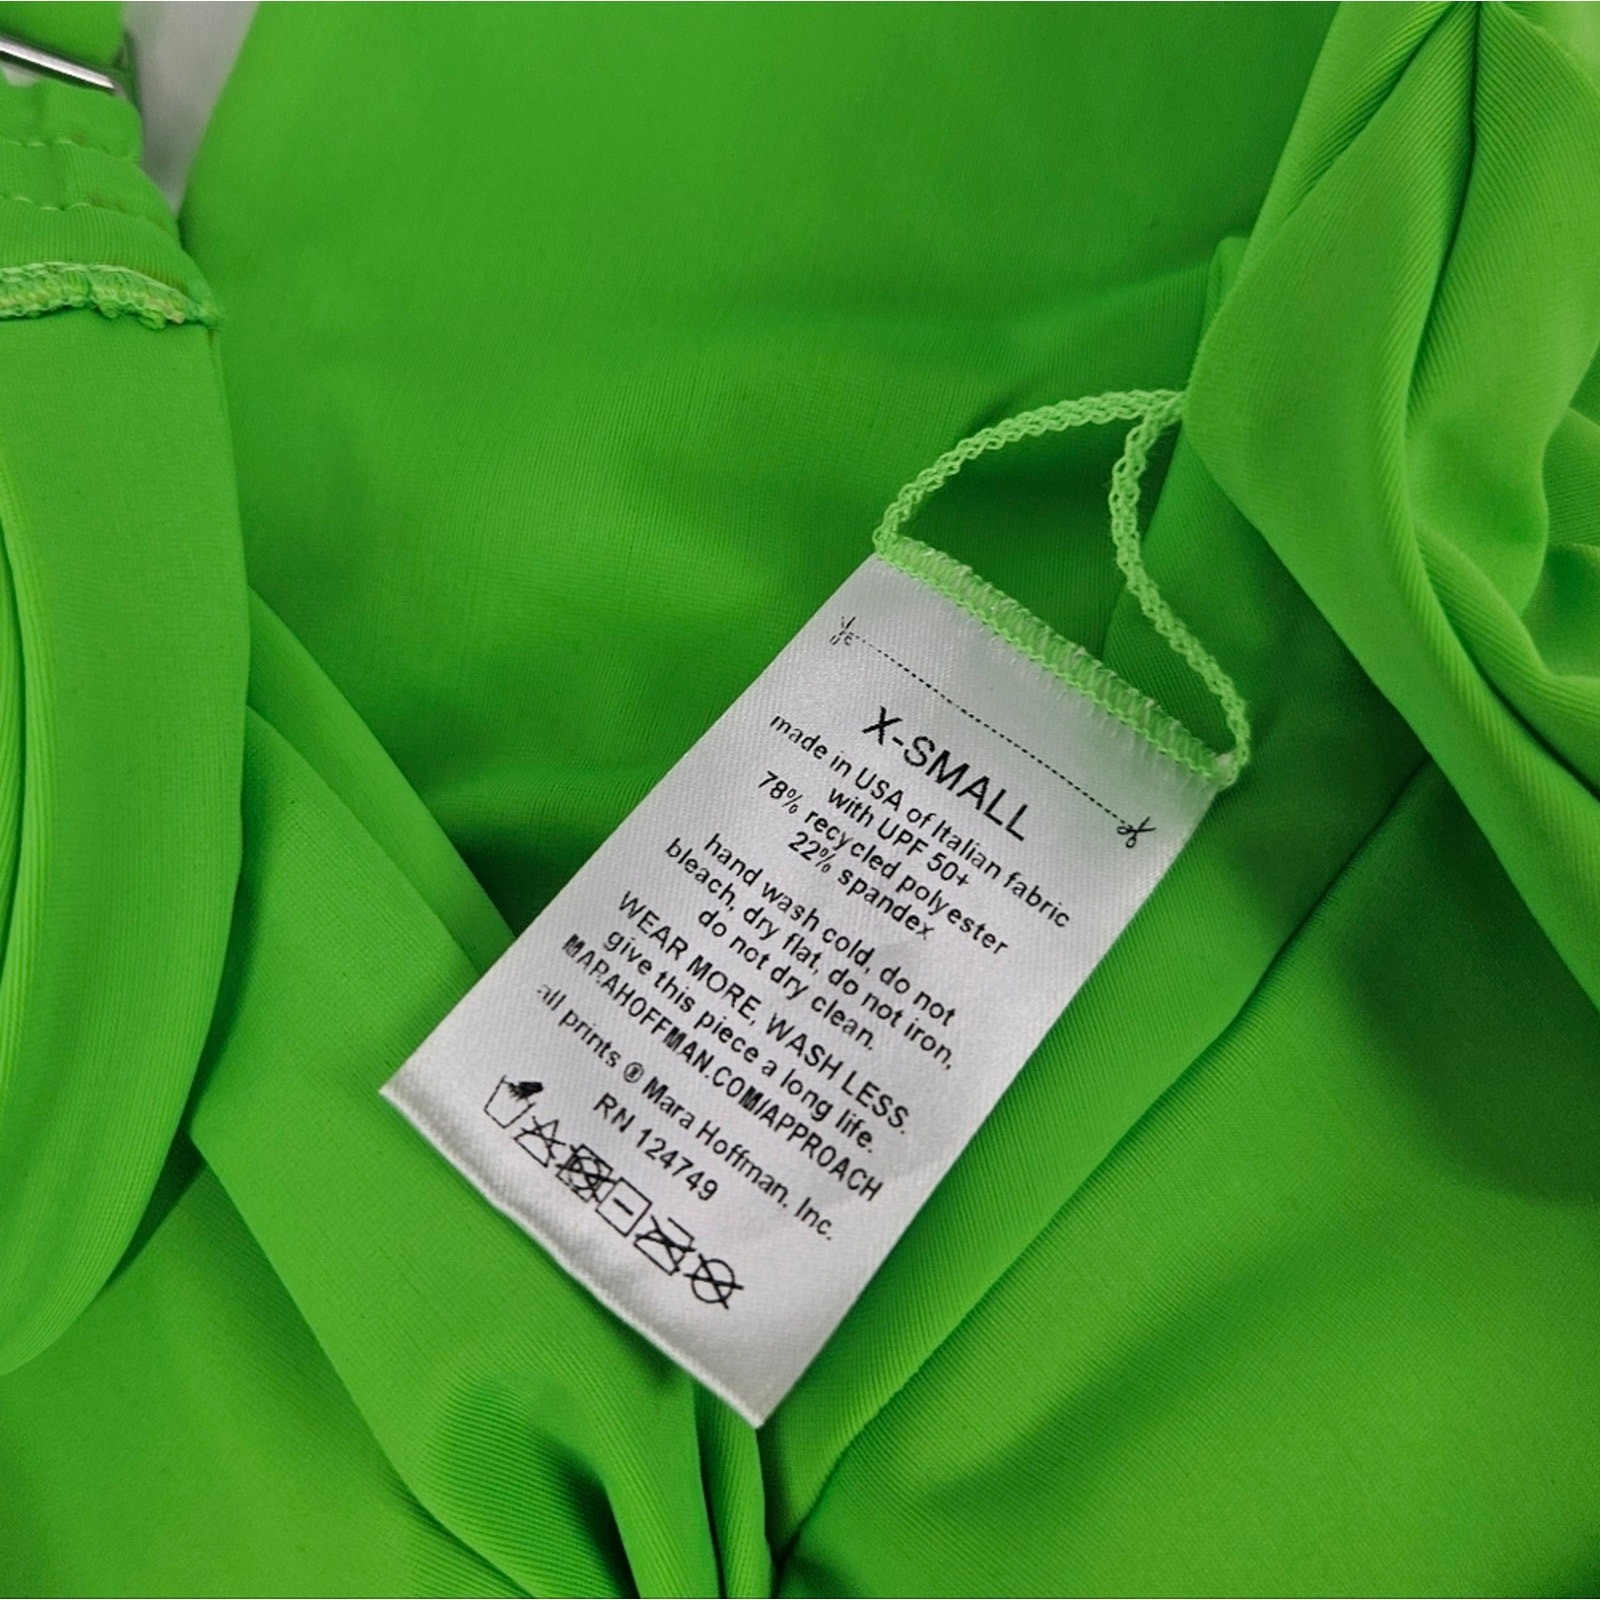 X-SMALL
made in USA of Italian fabric
with UPF 50+
78% recycled polyester
22% spandex
hand wash cold, do not
bleach, dry flat, do not iron,
do not dry clean.
WEAR MORE, WASH LESS.
give this piece a long life.
MARAHOFFMAN.COM/APPROACH
all prints ® Mara Hoffman, Inc.
RN 124749